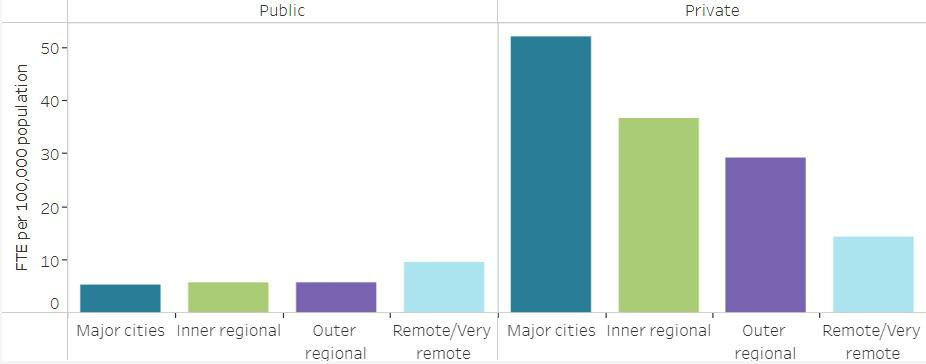 Public
Private
FTE per 100,000 population
50
40
30
20
10
0
Major cities
Inner regional
Outer
regional
Remote/Very
remote
Major cities
Inner regional
Outer
regional
Remote/Very
remote